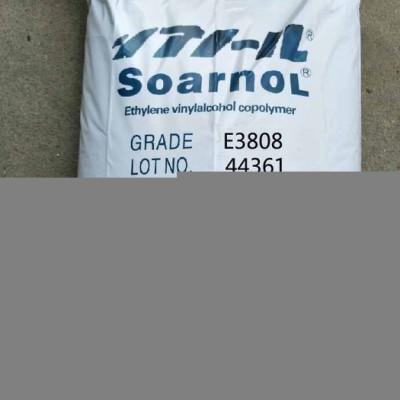 ソアノール®
SoarnoL®
Ethylene vinylalcohol copolymer
GRADE E3808
LOT NO. 44361